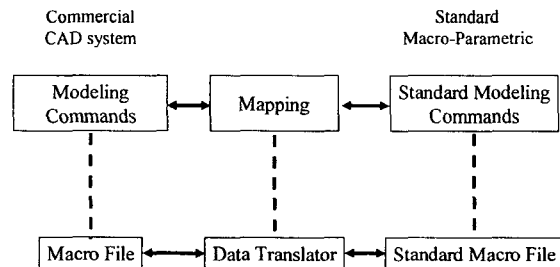 Commercial
CAD system
Standard
Macro-Parametric
Modeling
Commands
Mapping
Standard Modeling
Commands
Macro File
Data Translator
Standard Macro File